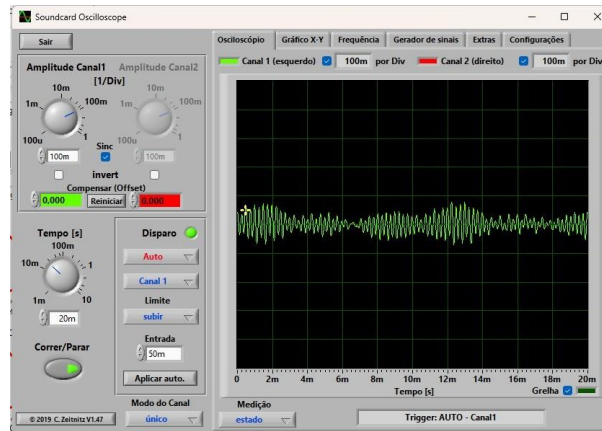 Soundcard Osciloscope
Sair
Osciloscópio Gráfico X-Y Frequência Gerador de sinais Extras Configurações
Canal 1 (esquerdo) 100m por Div Canal 2 (direito) 100m por Div
Amplitude Canal1 Amplitude Canal2
[1/Div]
10m 10m
1m 100m 1m 100m
100u 1 100u 1
Sinc
100m 100m
invert
Compensar (Offset)
0,000 Reiniciar 0,000
Tempo [s]
100m
10m 1
1m 10
20m
Correr/Parar
Disparo
Auto
Canal 1
Limite
subir
Entrada
50m
Aplicar auto.
Modo do Canal
único
© 2019 C. Zeitnitz V1.47
0 2m 4m 6m 8m 10m 12m 14m 16m 18m 20m
Tempo [s]
Grelha
Medição
estado
Trigger: AUTO - Canal1